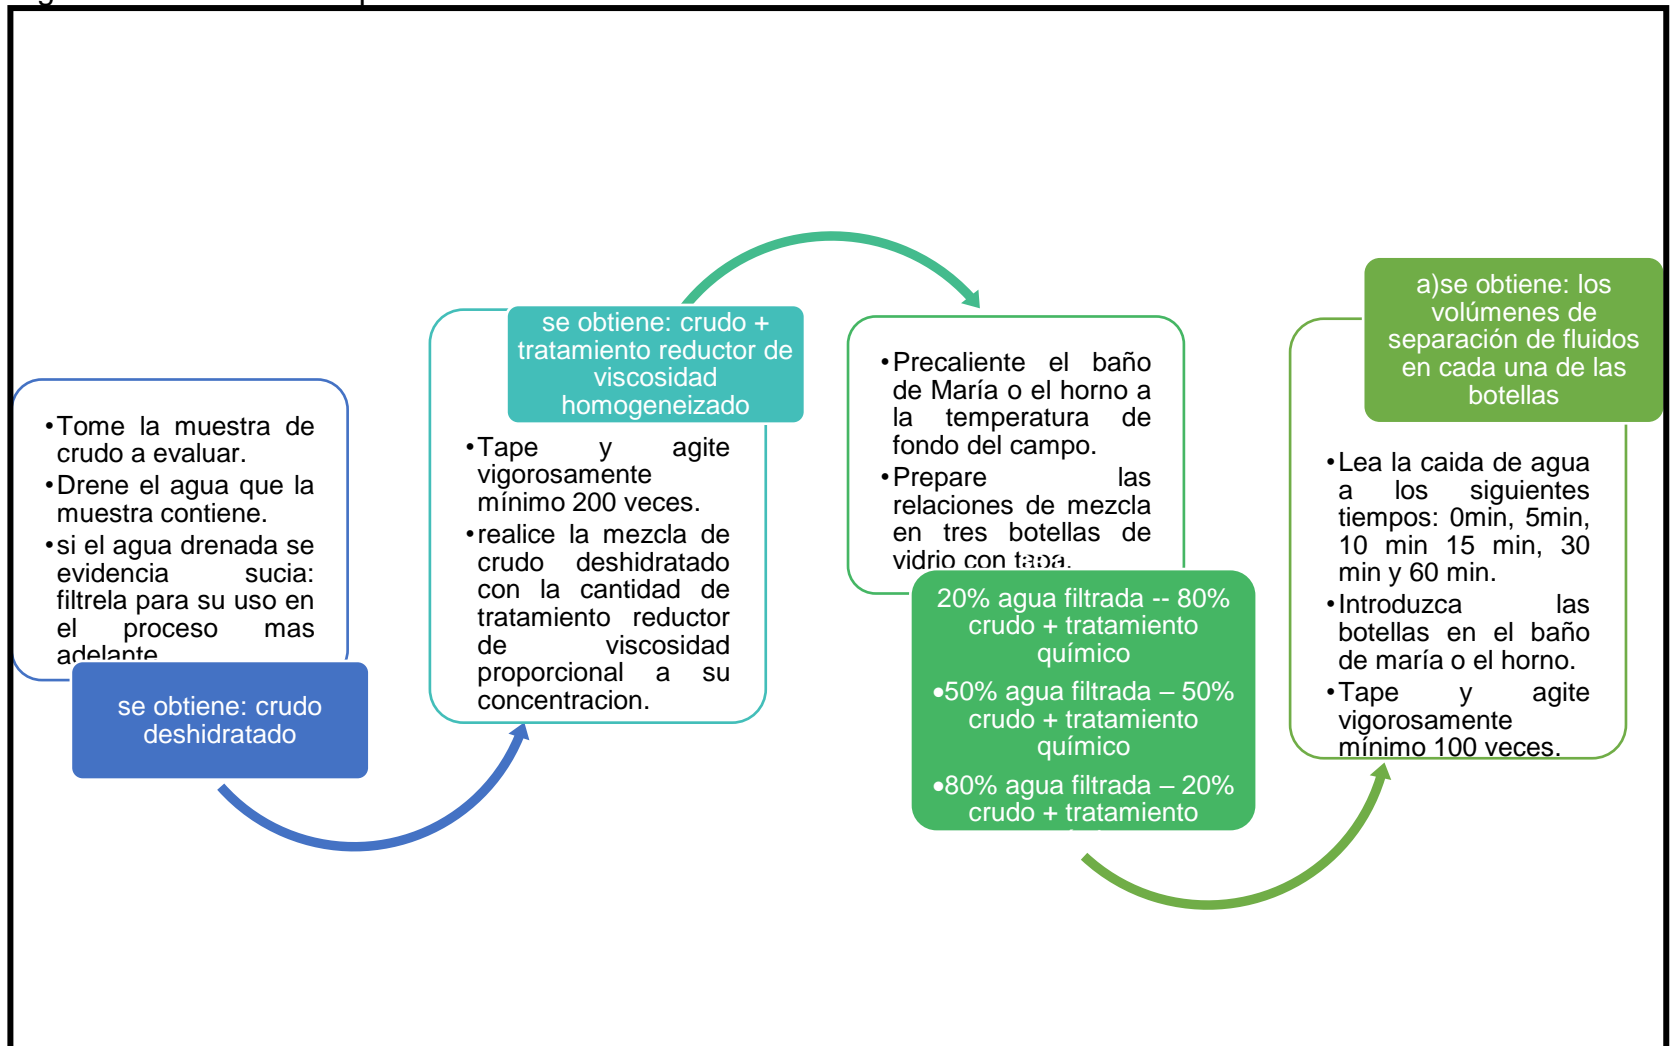 •Tome la muestra de
crudo a evaluar.
•Drene el agua que la
muestra contiene.
•si el agua drenada se
evidencia sucia:
filtrela para su uso en
el proceso mas
adelante
se obtiene: crudo
deshidratado
se obtiene: crudo +
tratamiento reductor de
viscosidad
homogeneizado
•Tape y agite
vigorosamente
mínimo 200 veces.
•realice la mezcla de
crudo deshidratado
con la cantidad de
tratamiento reductor
de viscosidad
proporcional a su
concentracion.
•Precaliente el baño
de María o el horno a
la temperatura de
fondo del campo.
•Prepare las
relaciones de mezcla
en tres botellas de
vidrio con tapa.
20% agua filtrada -- 80%
crudo + tratamiento
químico
•50% agua filtrada – 50%
crudo + tratamiento
químico
•80% agua filtrada – 20%
crudo + tratamiento
a)se obtiene: los
volúmenes de
separación de fluidos
en cada una de las
botellas
•Lea la caida de agua
a los siguientes
tiempos: 0min, 5min,
10 min 15 min, 30
min y 60 min.
•Introduzca las
botellas en el baño
de maría o el horno.
•Tape y agite
vigorosamente
mínimo 100 veces.